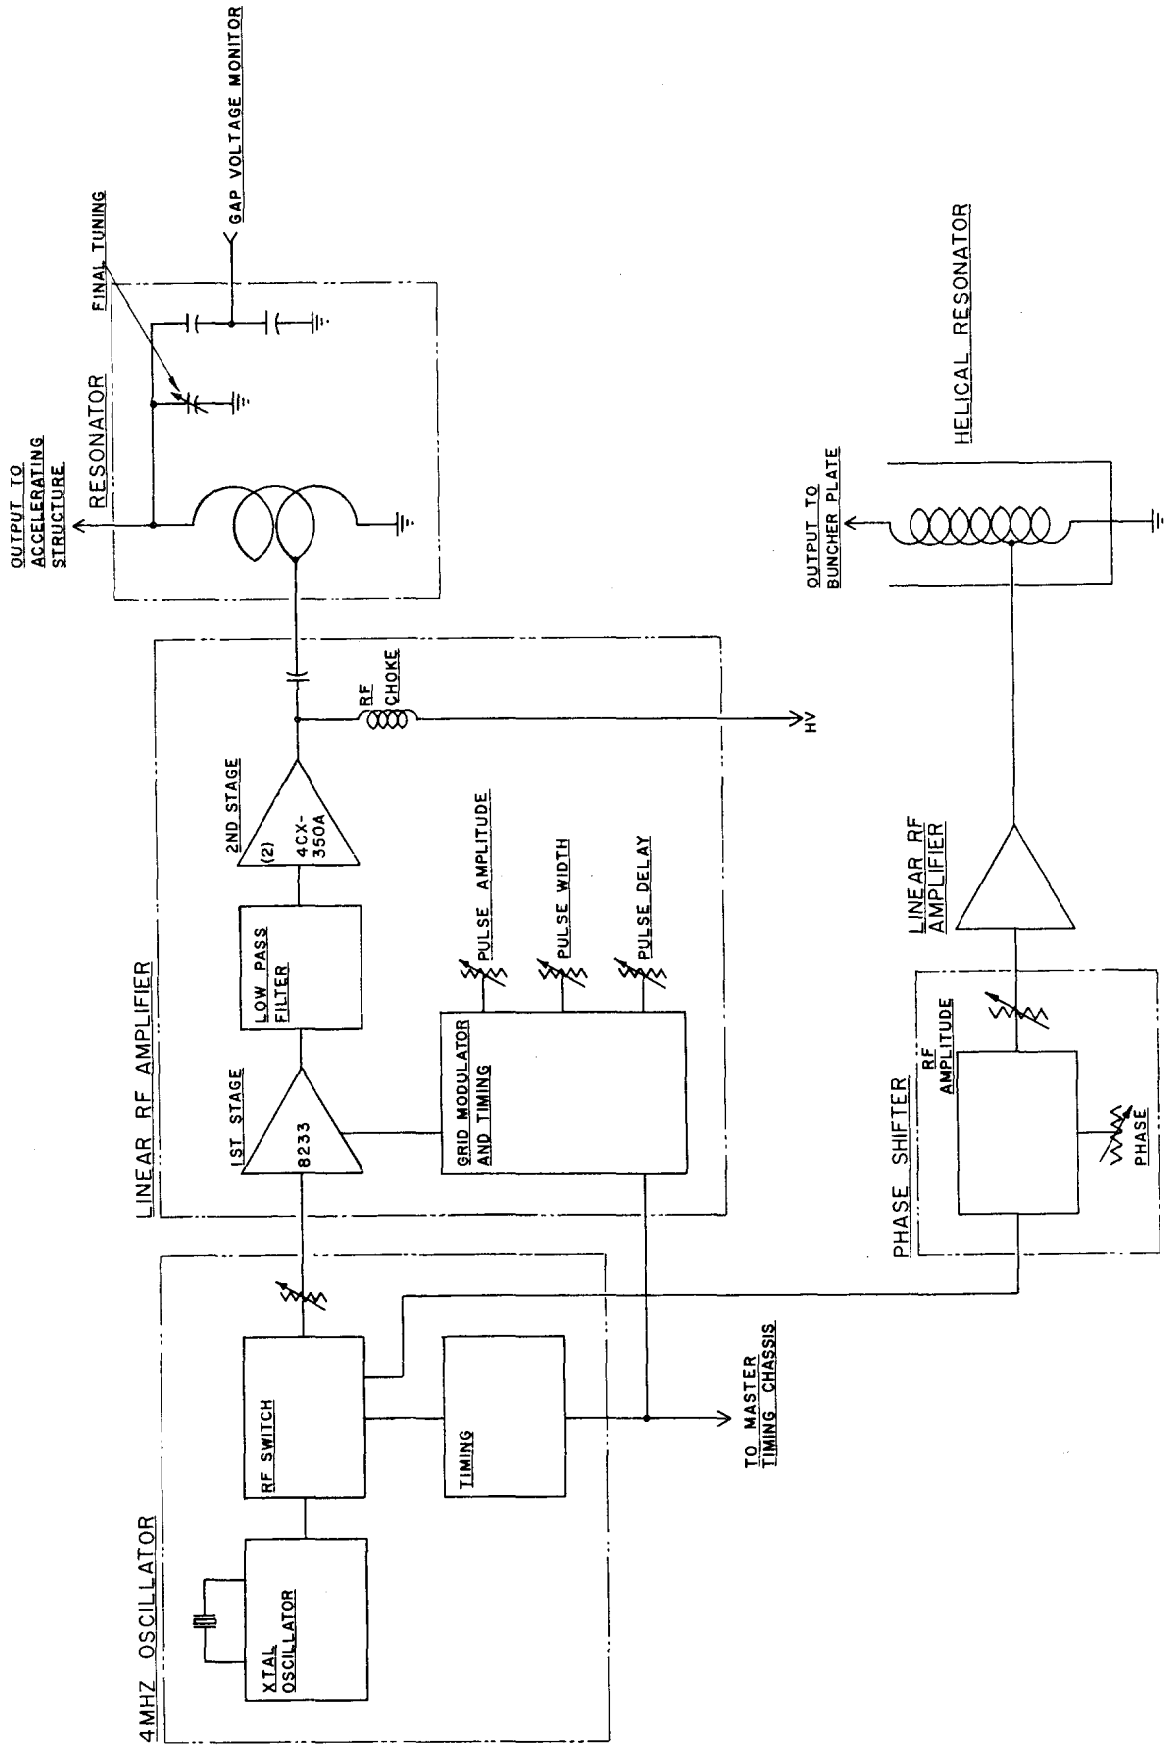 4MHZ OSCILLATOR
XTAL
OSCILLATOR
RF SWITCH
TIMING
TO MASTER
TIMING CHASSIS
LINEAR RF AMPLIFIER
1ST STAGE
8233
LOW PASS
FILTER
2ND STAGE
(2)
4CX-
350A
RF
CHOKE
HV
GRID MODULATOR
AND TIMING
PULSE AMPLITUDE
PULSE WIDTH
PULSE DELAY
OUTPUT TO
ACCELERATING
STRUCTURE
RESONATOR
FINAL TUNING
GAP VOLTAGE MONITOR
PHASE SHIFTER
RF
AMPLITUDE
PHASE
LINEAR RF
AMPLIFIER
OUTPUT TO
BUNCHER PLATE
HELICAL RESONATOR